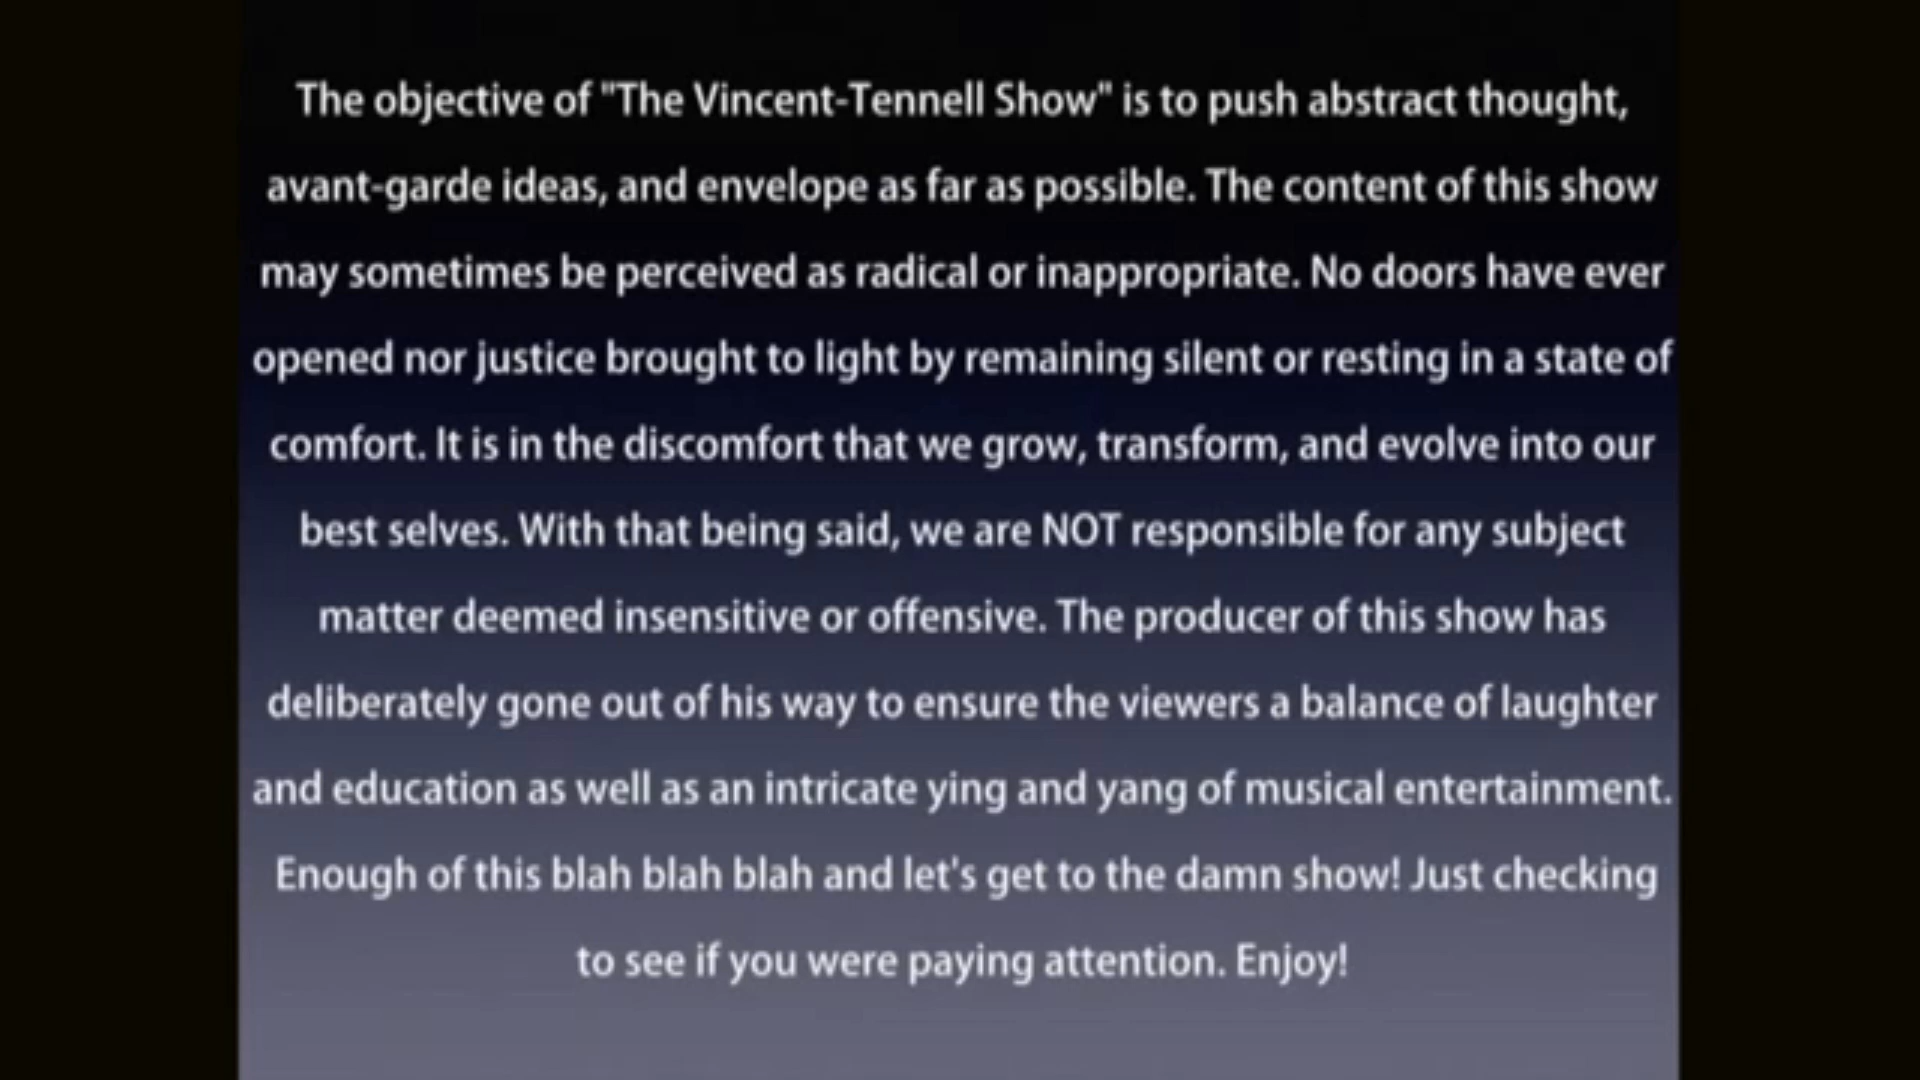 The objective of "The Vincent-Tennell Show" is to push abstract thought,
avant-garde ideas, and envelope as far as possible. The content of this show
may sometimes be perceived as radical or inappropriate. No doors have ever
opened nor justice brought to light by remaining silent or resting in a state of
comfort. It is in the discomfort that we grow, transform, and evolve into our
best selves. With that being said, we are NOT responsible for any subject
matter deemed insensitive or offensive. The producer of this show has
deliberately gone out of his way to ensure the viewers a balance of laughter
and education as well as an intricate ying and yang of musical entertainment.
Enough of this blah blah blah and let's get to the damn show! Just checking
to see if you were paying attention. Enjoy!